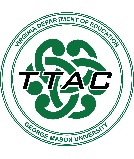 VIRGINIA DEPARTMENT OF EDUCATION
TTAC
GEORGE MASON UNIVERSITY